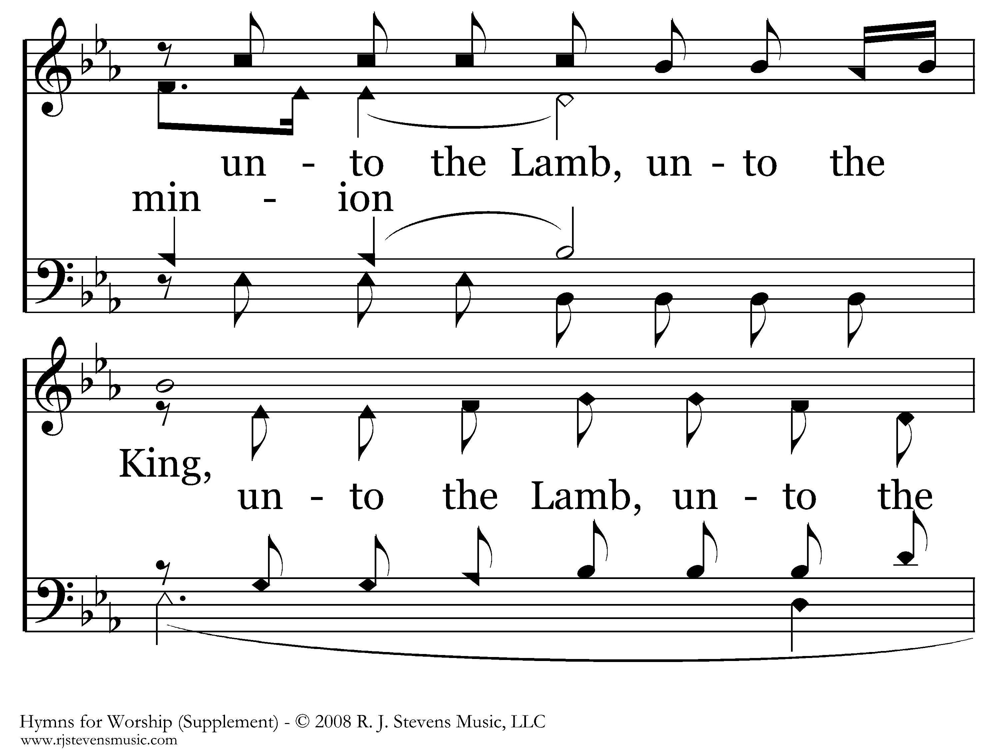 un - to the Lamb, un - to the
min - ion
King,
un - to the Lamb, un - to the
Hymns for Worship (Supplement) - © 2008 R. J. Stevens Music, LLC
www.rjstevensmusic.com